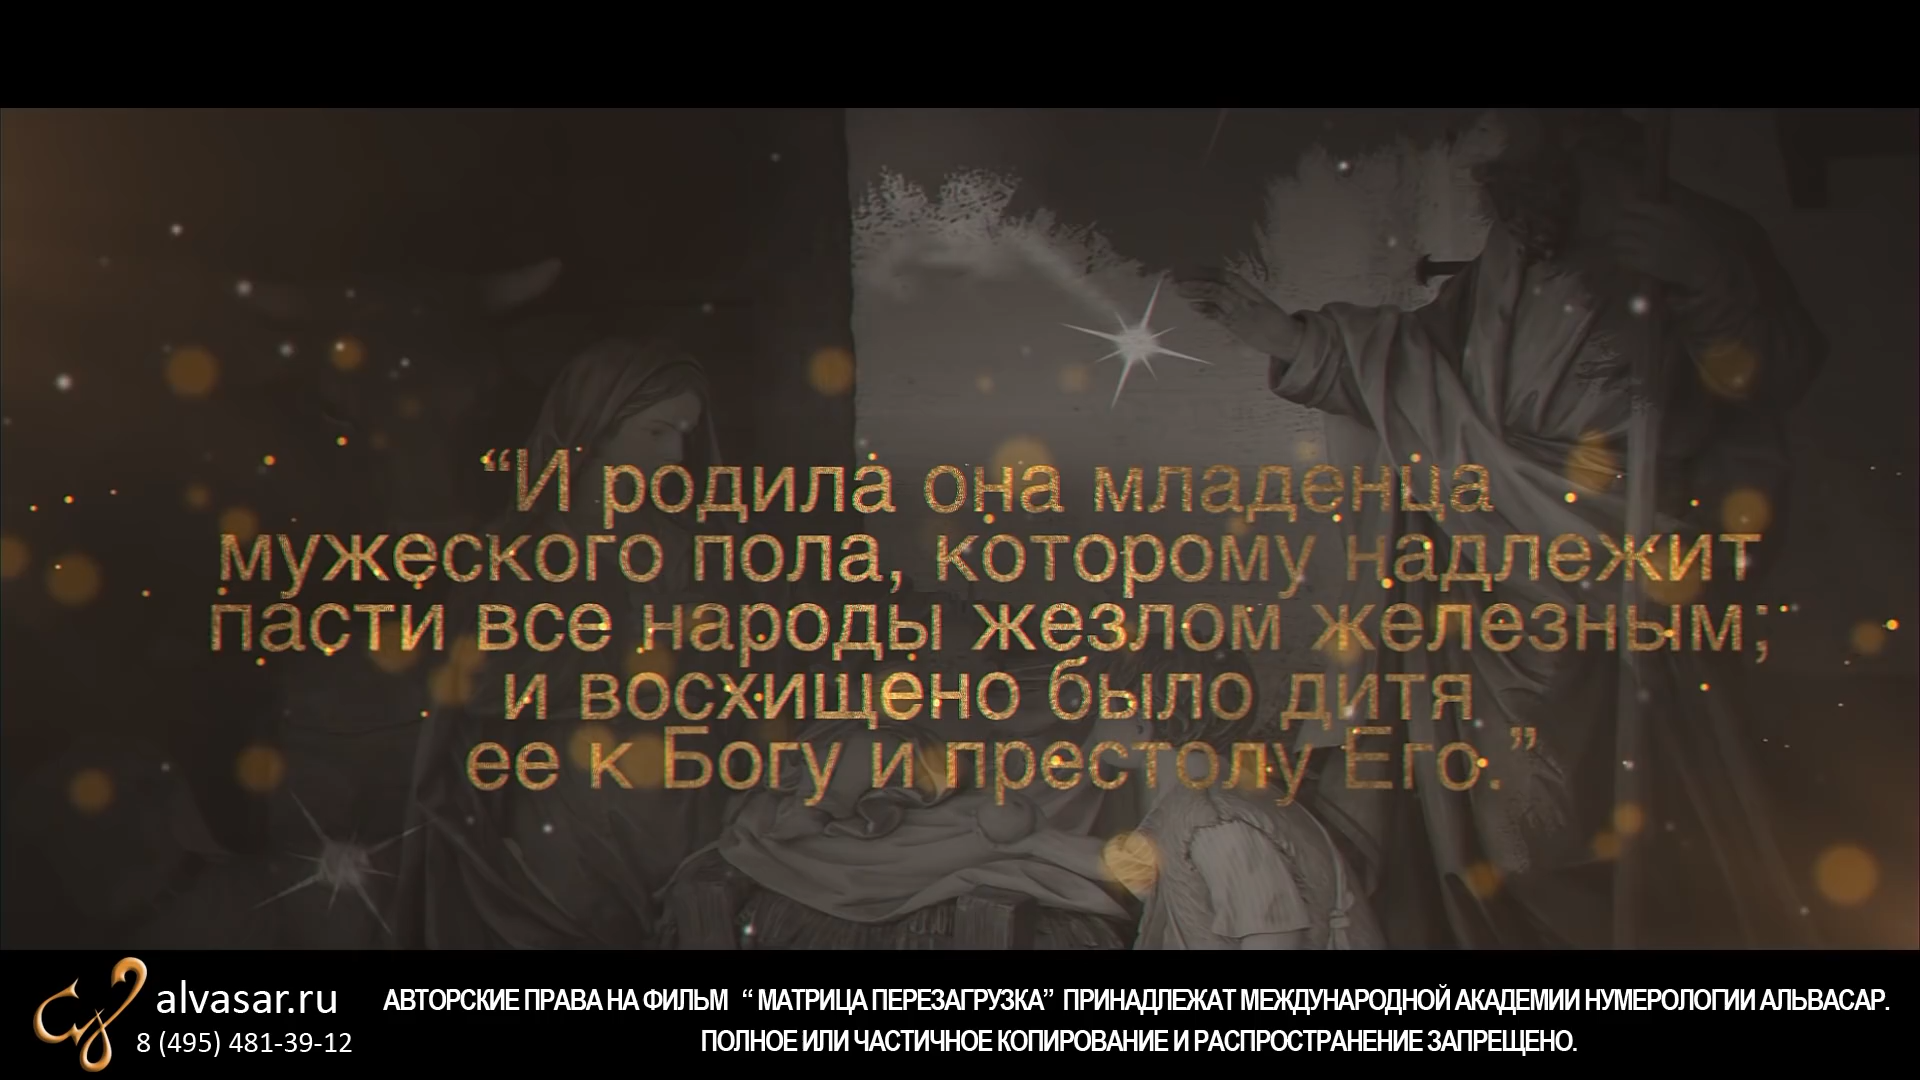 “И родила она младенца
мужеского пола, которому надлежит
пасти все народы жезлом железным;
и восхищено было дитя
ее к Богу и престолу Его.”
alvasar.ru
8 (495) 481-39-12
АВТОРСКИЕ ПРАВА НА ФИЛЬМ “ МАТРИЦА ПЕРЕЗАГРУЗКА” ПРИНАДЛЕЖАТ МЕЖДУНАРОДНОЙ АКАДЕМИИ НУМЕРОЛОГИИ АЛЬВАСАР.
ПОЛНОЕ ИЛИ ЧАСТИЧНОЕ КОПИРОВАНИЕ И РАСПРОСТРАНЕНИЕ ЗАПРЕЩЕНО.